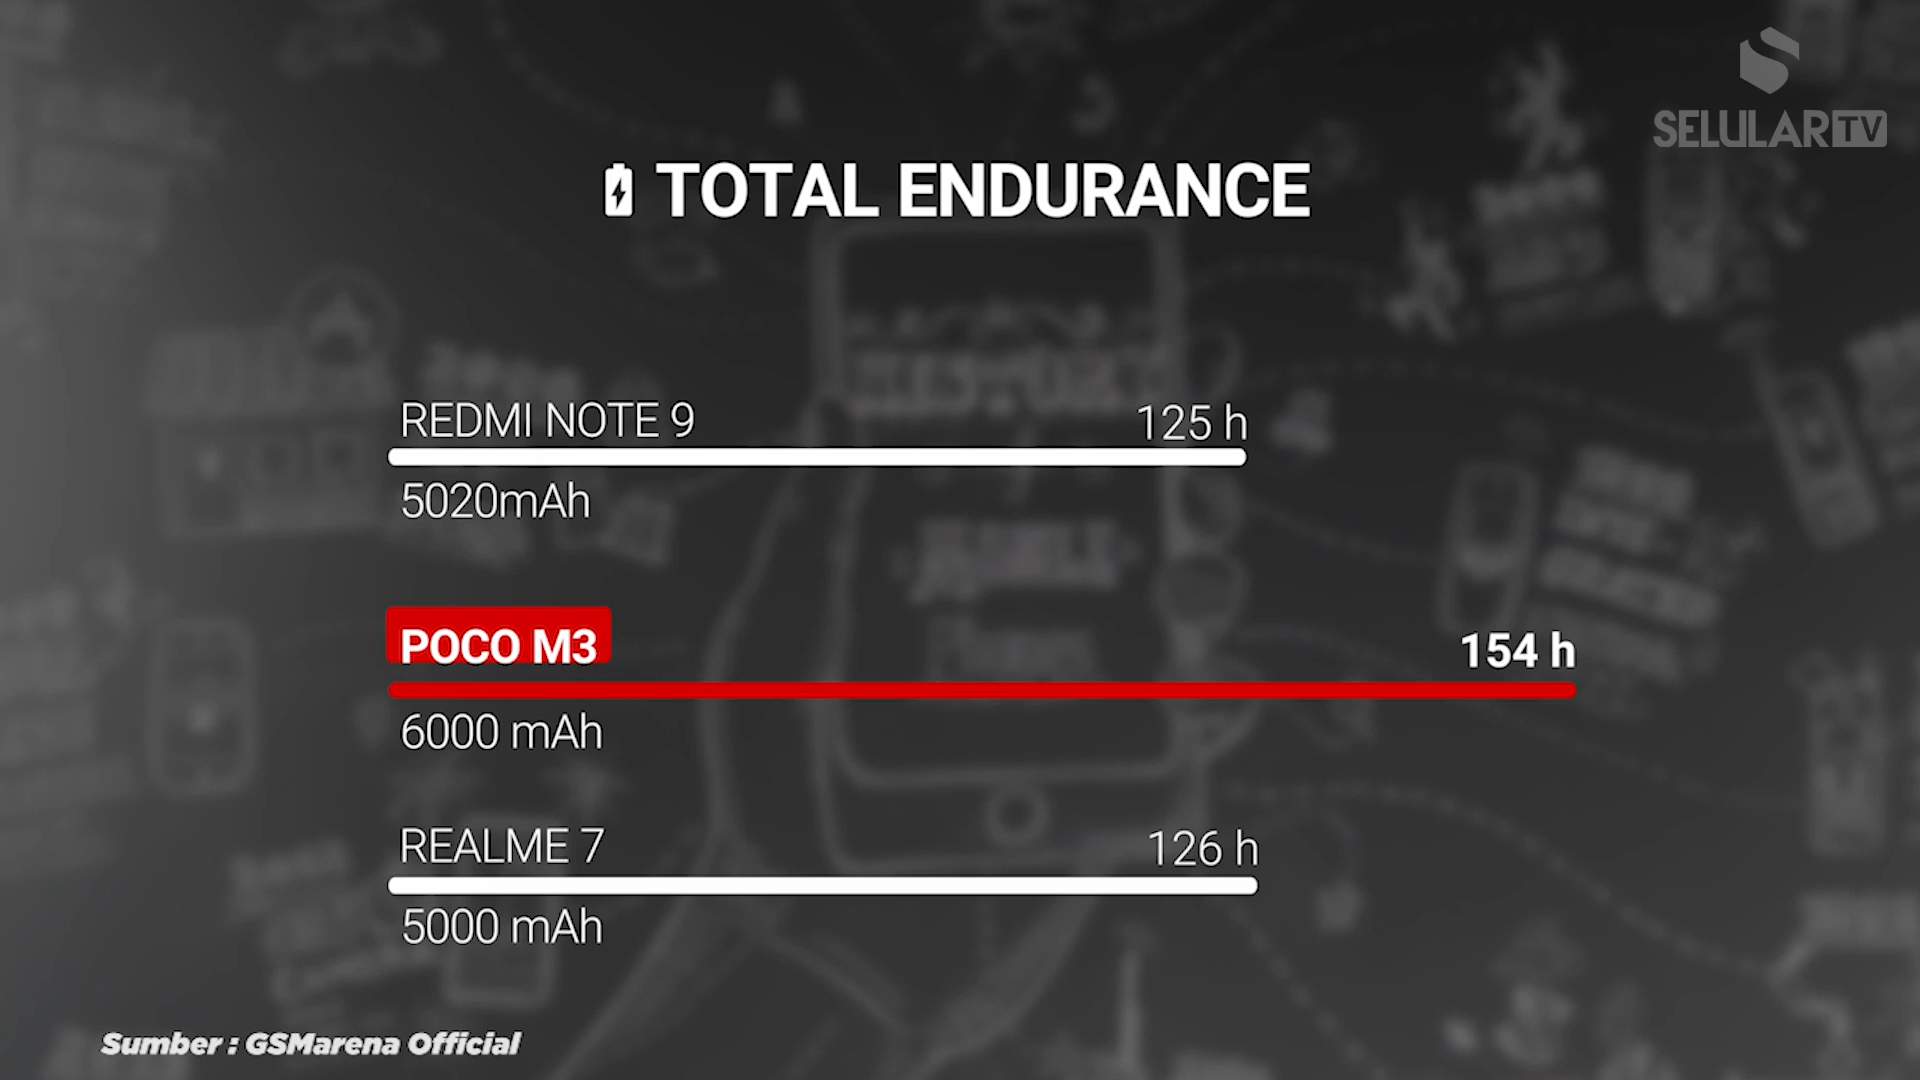 SELULAR TV
TOTAL ENDURANCE
REDMI NOTE 9
125 h
5020mAh
POCO M3
154 h
6000 mAh
REALME 7
126 h
5000 mAh
Sumber : GSMarena Official